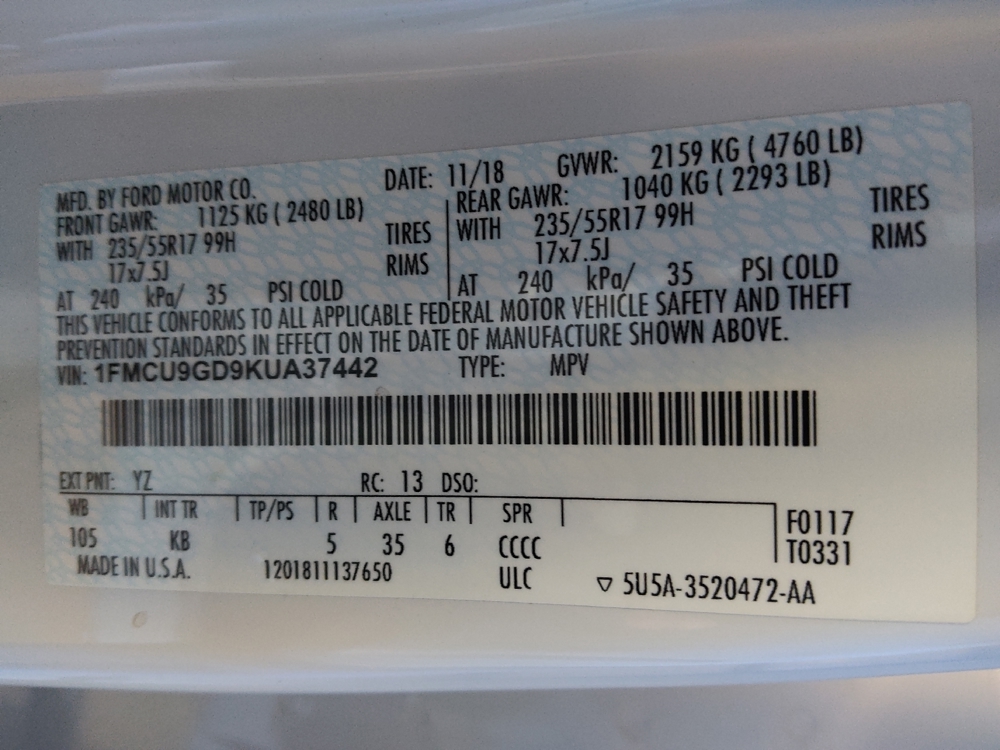 MFD. BY FORD MOTOR CO. DATE: 11/18 GVWR: 2159 KG ( 4760 LB)
FRONT GAWR: 1125 KG ( 2480 LB) REAR GAWR: 1040 KG ( 2293 LB)
WITH 235/55R17 99H TIRES WITH 235/55R17 99H TIRES
17x7.5J RIMS 17x7.5J RIMS
AT 240 kPa/ 35 PSI COLD AT 240 kPa/ 35 PSI COLD
THIS VEHICLE CONFORMS TO ALL APPLICABLE FEDERAL MOTOR VEHICLE SAFETY AND THEFT
PREVENTION STANDARDS IN EFFECT ON THE DATE OF MANUFACTURE SHOWN ABOVE.
VIN: 1FMCU9GD9KUA37442 TYPE: MPV
EXT PNT: YZ RC: 13 DSO:
WB INT TR TP/PS R AXLE TR SPR F0117
105 KB 5 35 6 CCCC T0331
MADE IN U.S.A. 1201811137650 ULC ▽ 5U5A-3520472-AA